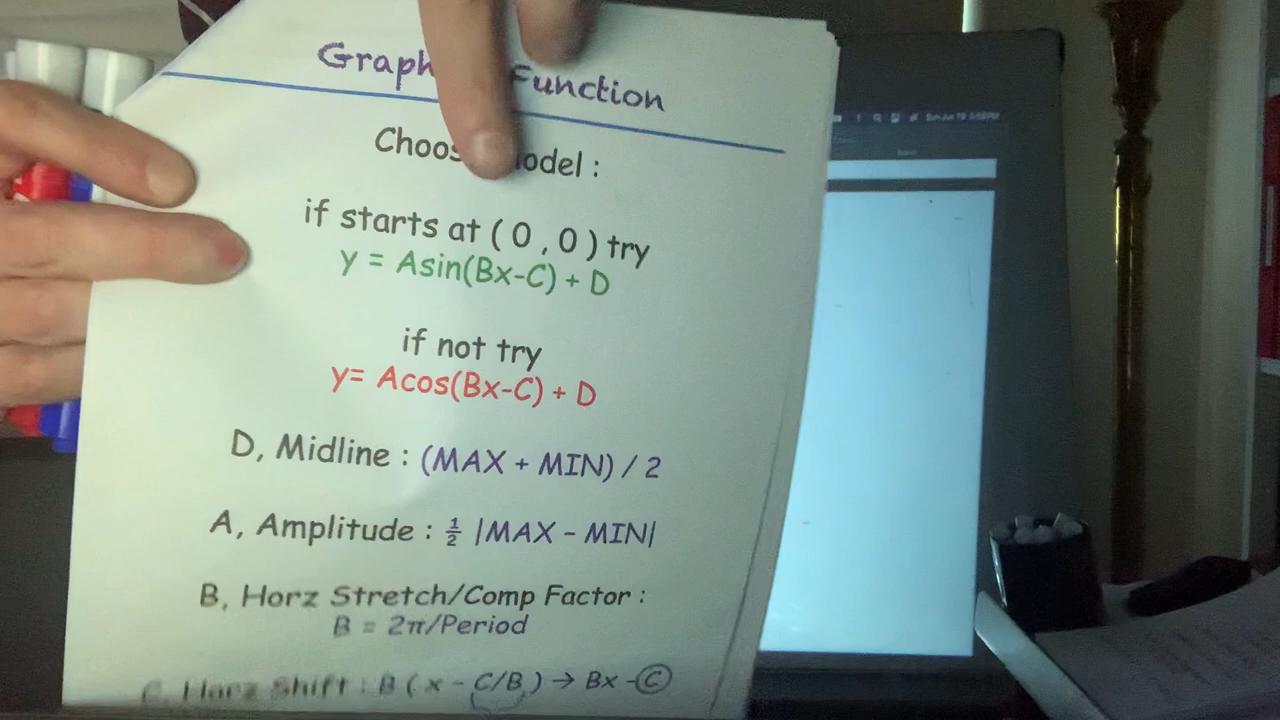 Graph Function
Choos odel :
if starts at ( 0 , 0 ) try
y = Asin(Bx-C) + D
if not try
y= Acos(Bx-C) + D
D, Midline : (MAX + MIN) / 2
A, Amplitude : ½ |MAX - MIN|
B, Horz Stretch/Comp Factor :
B = 2π/Period
C, Horz Shift : B ( x - C/B ) → Bx - C